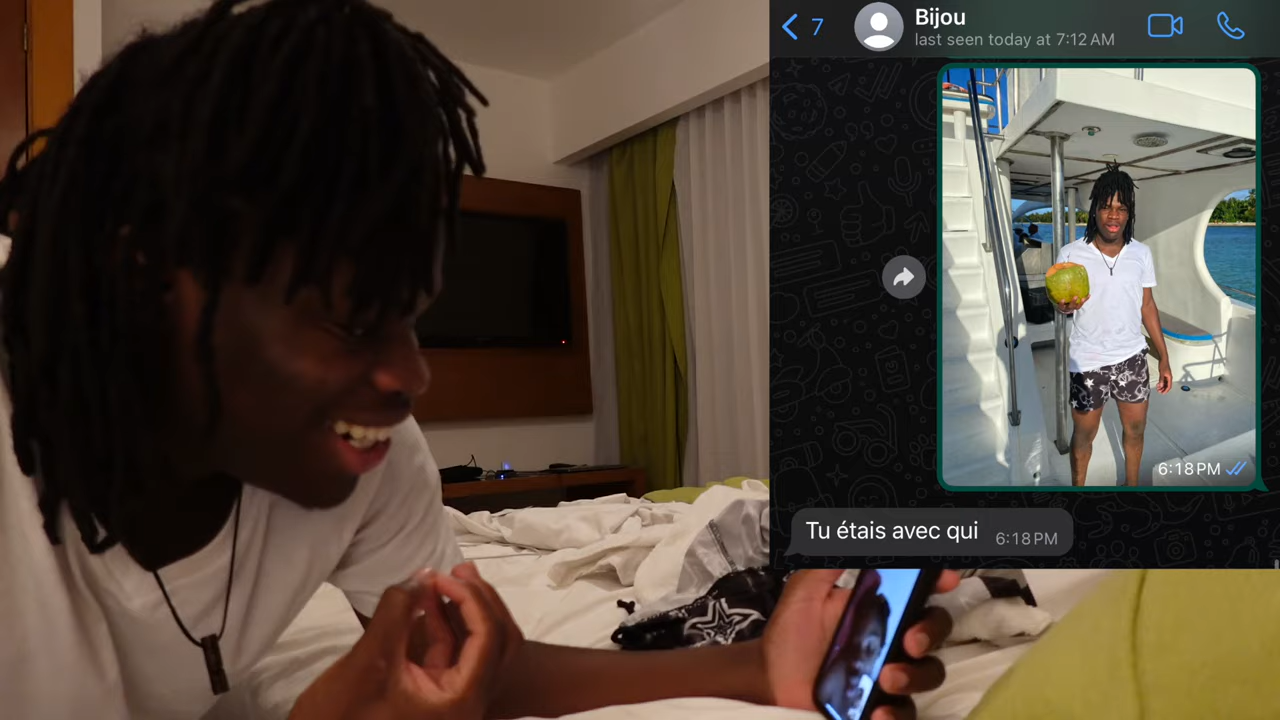 7
Bijou
last seen today at 7:12 AM
6:18 PM
Tu étais avec qui
6:18 PM